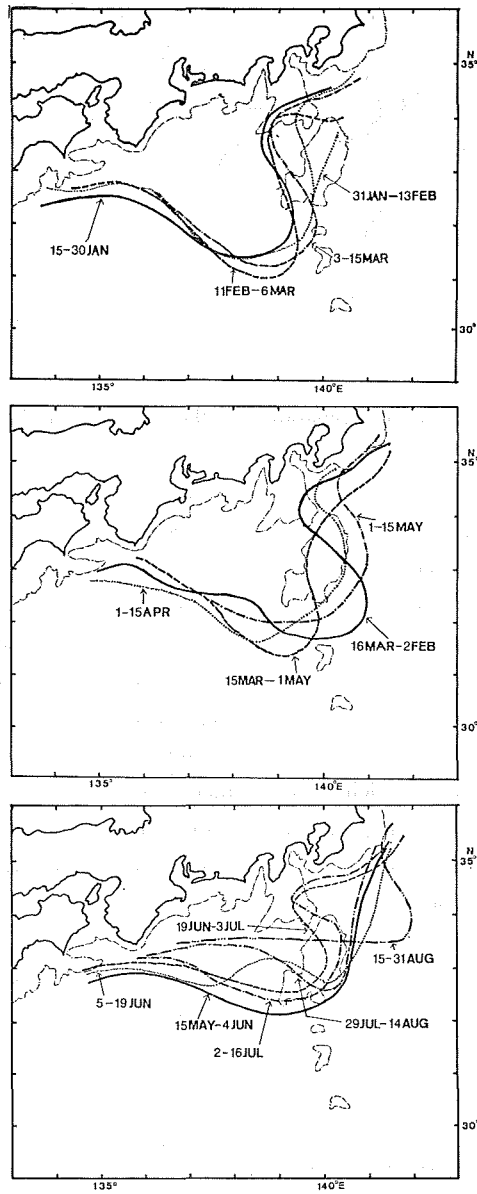 N
35°
31JAN-13FEB
15-30JAN
3-15MAR
11FEB-6MAR
30°
135° 140°E
N
35°
1-15MAY
1-15APR
16MAR-2FEB
15MAR-1MAY
30°
135° 140°E
N
35°
19JUN-3JUL
15-31AUG
5-19JUN
15MAY-4JUN
29JUL-14AUG
2-16JUL
30°
135° 140°E